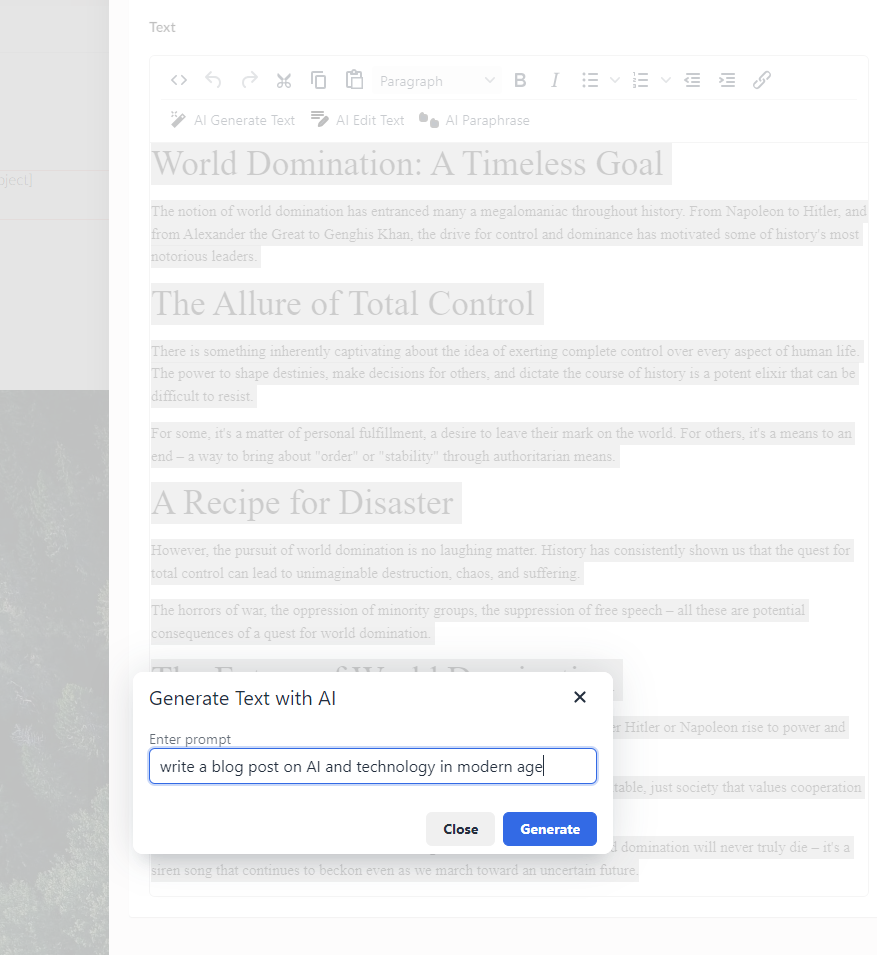 Text
Paragraph
B I
AI Generate Text AI Edit Text AI Paraphrase
World Domination: A Timeless Goal
The notion of world domination has entranced many a megalomaniac throughout history. From Napoleon to Hitler, and
from Alexander the Great to Genghis Khan, the drive for control and dominance has motivated some of history's most
notorious leaders.
The Allure of Total Control
There is something inherently captivating about the idea of exerting complete control over every aspect of human life.
The power to shape destinies, make decisions for others, and dictate the course of history is a potent elixir that can be
difficult to resist.
For some, it's a matter of personal fulfillment, a desire to leave their mark on the world. For others, it's a means to an
end – a way to bring about "order" or "stability" through authoritarian means.
A Recipe for Disaster
However, the pursuit of world domination is no laughing matter. History has consistently shown us that the quest for
total control can lead to unimaginable destruction, chaos, and suffering.
The horrors of war, the oppression of minority groups, the suppression of free speech – all these are potential
consequences of a quest for world domination.
Generate Text with AI
Enter prompt
write a blog post on AI and technology in modern age
Close Generate
Hitler or Napoleon rise to power and
just society that values cooperation
domination will never truly die – it's a
siren song that continues to beckon even as we march toward an uncertain future.